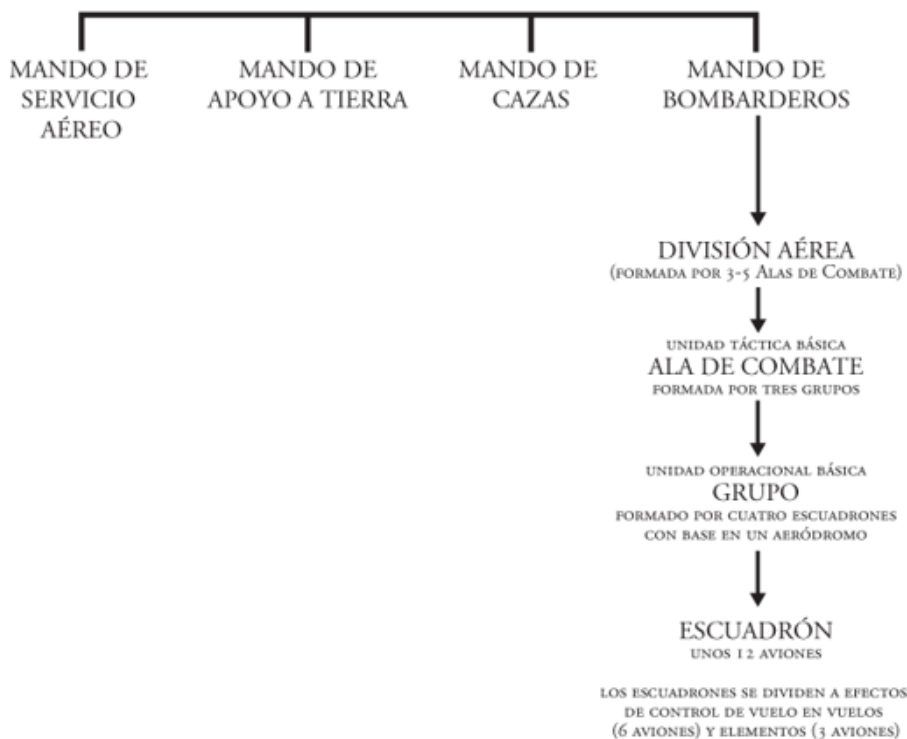 MANDO DE
SERVICIO
AÉREO
MANDO DE
APOYO A TIERRA
MANDO DE
CAZAS
MANDO DE
BOMBARDEROS
DIVISIÓN AÉREA
(FORMADA POR 3-5 ALAS DE COMBATE)
UNIDAD TÁCTICA BÁSICA
ALA DE COMBATE
FORMADA POR TRES GRUPOS
UNIDAD OPERACIONAL BÁSICA
GRUPO
FORMADO POR CUATRO ESCUADRONES
CON BASE EN UN AERÓDROMO
ESCUADRÓN
UNOS 12 AVIONES
LOS ESCUADRONES SE DIVIDEN A EFECTOS
DE CONTROL DE VUELO EN VUELOS
(6 AVIONES) Y ELEMENTOS (3 AVIONES)